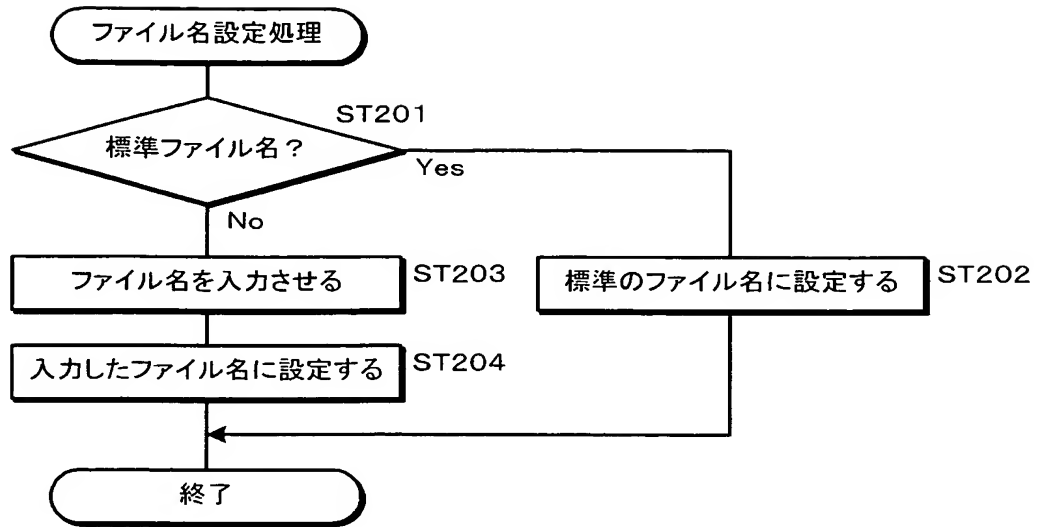 ファイル名設定処理
ST201
標準ファイル名？
Yes
No
ファイル名を入力させる
ST203
標準のファイル名に設定する
ST202
入力したファイル名に設定する
ST204
終了